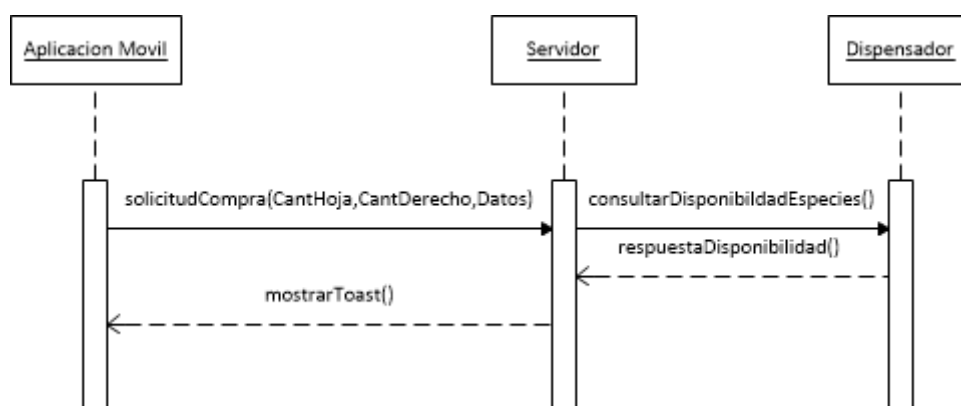 Aplicacion Movil
Servidor
Dispensador
solicitudCompra(CantHoja,CantDerecho,Datos)
consultarDisponibildadEspecies()
respuestaDisponibilidad()
mostrarToast()